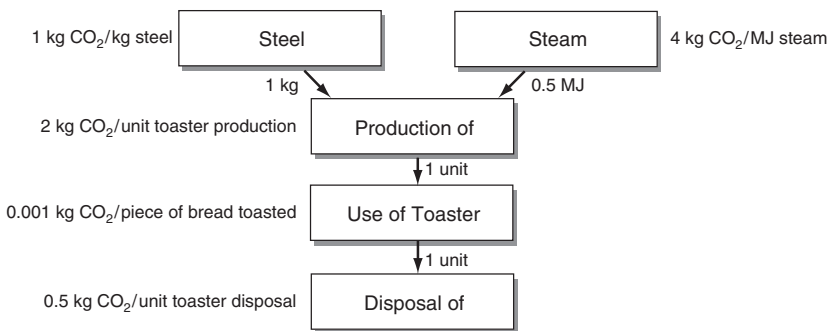 1 kg CO₂/kg steel
Steel
Steam
4 kg CO₂/MJ steam
1 kg
0.5 MJ
2 kg CO₂/unit toaster production
Production of
1 unit
0.001 kg CO₂/piece of bread toasted
Use of Toaster
1 unit
0.5 kg CO₂/unit toaster disposal
Disposal of